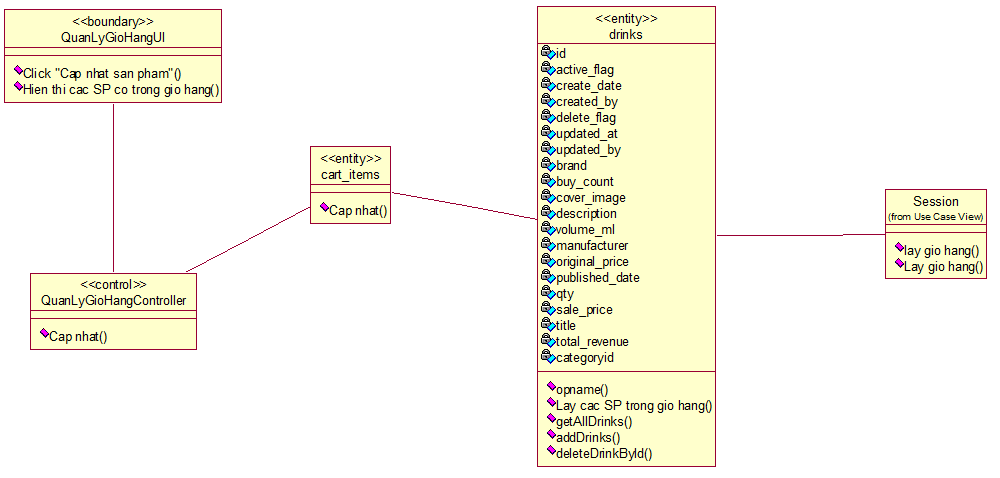 <<boundary>>
QuanLyGioHangUI
Click "Cap nhat san pham"()
Hien thi cac SP co trong gio hang()
<<entity>>
cart_items
Cap nhat()
<<control>>
QuanLyGioHangController
Cap nhat()
<<entity>>
drinks
id
active_flag
create_date
created_by
delete_flag
updated_at
updated_by
brand
buy_count
cover_image
description
volume_ml
manufacturer
original_price
published_date
qty
sale_price
title
total_revenue
categoryid
opname()
Lay cac SP trong gio hang()
getAllDrinks()
addDrinks()
deleteDrinkById()
Session
(from Use Case View)
lay gio hang()
Lay gio hang()